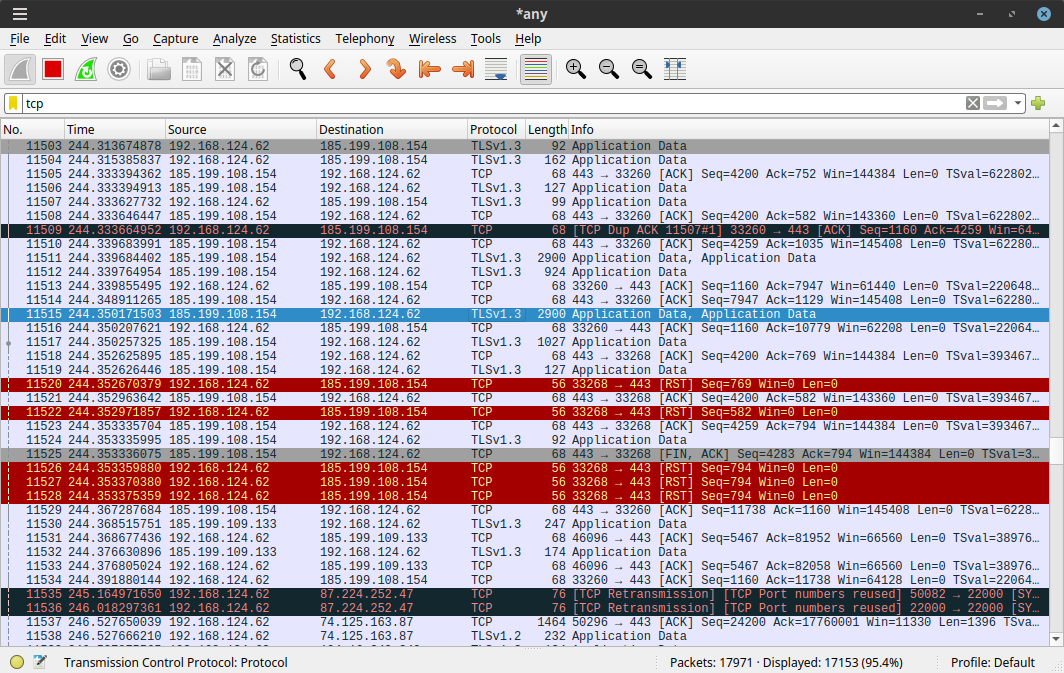 *any
File Edit View Go Capture Analyze Statistics Telephony Wireless Tools Help
tcp
No. Time Source Destination Protocol Length Info
11503 244.313674878 192.168.124.62 185.199.108.154 TLSv1.3 92 Application Data
11504 244.315385837 192.168.124.62 185.199.108.154 TLSv1.3 162 Application Data
11505 244.333394362 185.199.108.154 192.168.124.62 TCP 68 443 → 33260 [ACK] Seq=4200 Ack=752 Win=144384 Len=0 TSval=622802…
11506 244.333394913 185.199.108.154 192.168.124.62 TLSv1.3 127 Application Data
11507 244.333627732 185.199.108.154 192.168.124.62 TLSv1.3 99 Application Data
11508 244.333646447 185.199.108.154 192.168.124.62 TCP 68 443 → 33260 [ACK] Seq=4200 Ack=582 Win=143360 Len=0 TSval=622802…
11509 244.333664952 192.168.124.62 185.199.108.154 TCP 68 [TCP Dup ACK 11507#1] 33260 → 443 [ACK] Seq=1160 Ack=4259 Win=64…
11510 244.339683991 185.199.108.154 192.168.124.62 TCP 68 443 → 33260 [ACK] Seq=4259 Ack=1035 Win=145408 Len=0 TSval=62280…
11511 244.339684402 185.199.108.154 192.168.124.62 TLSv1.3 2900 Application Data, Application Data
11512 244.339764954 185.199.108.154 192.168.124.62 TLSv1.3 924 Application Data
11513 244.339855495 192.168.124.62 185.199.108.154 TCP 68 33260 → 443 [ACK] Seq=1160 Ack=7947 Win=61440 Len=0 TSval=220648…
11514 244.348911265 185.199.108.154 192.168.124.62 TCP 68 443 → 33260 [ACK] Seq=7947 Ack=1129 Win=145408 Len=0 TSval=62280…
11515 244.350171503 185.199.108.154 192.168.124.62 TLSv1.3 2900 Application Data, Application Data
11516 244.350207621 192.168.124.62 185.199.108.154 TCP 68 33260 → 443 [ACK] Seq=1160 Ack=10779 Win=62208 Len=0 TSval=22064…
11517 244.350257325 185.199.108.154 192.168.124.62 TLSv1.3 1027 Application Data
11518 244.352625895 185.199.108.154 192.168.124.62 TCP 68 443 → 33268 [ACK] Seq=4200 Ack=769 Win=144384 Len=0 TSval=393467…
11519 244.352626446 185.199.108.154 192.168.124.62 TLSv1.3 127 Application Data
11520 244.352670379 192.168.124.62 185.199.108.154 TCP 56 33268 → 443 [RST] Seq=769 Win=0 Len=0
11521 244.352963642 185.199.108.154 192.168.124.62 TCP 68 443 → 33268 [ACK] Seq=4200 Ack=582 Win=143360 Len=0 TSval=393467…
11522 244.352971857 192.168.124.62 185.199.108.154 TCP 56 33268 → 443 [RST] Seq=582 Win=0 Len=0
11523 244.353335704 185.199.108.154 192.168.124.62 TCP 68 443 → 33268 [ACK] Seq=4259 Ack=794 Win=144384 Len=0 TSval=393467…
11524 244.353335995 185.199.108.154 192.168.124.62 TLSv1.3 92 Application Data
11525 244.353336075 185.199.108.154 192.168.124.62 TCP 68 443 → 33268 [FIN, ACK] Seq=4283 Ack=794 Win=144384 Len=0 TSval=3…
11526 244.353359880 192.168.124.62 185.199.108.154 TCP 56 33268 → 443 [RST] Seq=794 Win=0 Len=0
11527 244.353370380 192.168.124.62 185.199.108.154 TCP 56 33268 → 443 [RST] Seq=794 Win=0 Len=0
11528 244.353375359 192.168.124.62 185.199.108.154 TCP 56 33268 → 443 [RST] Seq=794 Win=0 Len=0
11529 244.367287684 185.199.108.154 192.168.124.62 TCP 68 443 → 33260 [ACK] Seq=11738 Ack=1160 Win=145408 Len=0 TSval=6228…
11530 244.368515751 185.199.109.133 192.168.124.62 TLSv1.3 247 Application Data
11531 244.368677436 192.168.124.62 185.199.109.133 TCP 68 46096 → 443 [ACK] Seq=5467 Ack=81952 Win=66560 Len=0 TSval=38976…
11532 244.376630896 185.199.109.133 192.168.124.62 TLSv1.3 174 Application Data
11533 244.376805024 192.168.124.62 185.199.109.133 TCP 68 46096 → 443 [ACK] Seq=5467 Ack=82058 Win=66560 Len=0 TSval=38976…
11534 244.391880144 192.168.124.62 185.199.108.154 TCP 68 33260 → 443 [ACK] Seq=1160 Ack=11738 Win=64128 Len=0 TSval=22064…
11535 245.164971650 192.168.124.62 87.224.252.47 TCP 76 [TCP Retransmission] [TCP Port numbers reused] 50082 → 22000 [SY…
11536 246.018297361 192.168.124.62 87.224.252.47 TCP 76 [TCP Retransmission] [TCP Port numbers reused] 22000 → 22000 [SY…
11537 246.527650039 192.168.124.62 74.125.163.87 TCP 1464 50296 → 443 [ACK] Seq=24200 Ack=17760001 Win=11330 Len=1396 TSva…
11538 246.527666210 192.168.124.62 74.125.163.87 TLSv1.2 232 Application Data
Transmission Control Protocol: Protocol Packets: 17971 · Displayed: 17153 (95.4%) Profile: Default